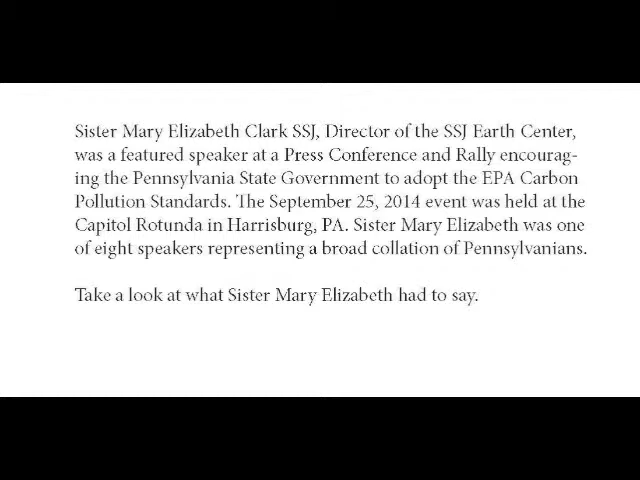 Sister Mary Elizabeth Clark SSJ, Director of the SSJ Earth Center,
was a featured speaker at a Press Conference and Rally encourag-
ing the Pennsylvania State Government to adopt the EPA Carbon
Pollution Standards. The September 25, 2014 event was held at the
Capitol Rotunda in Harrisburg, PA. Sister Mary Elizabeth was one
of eight speakers representing a broad collation of Pennsylvanians.
Take a look at what Sister Mary Elizabeth had to say.